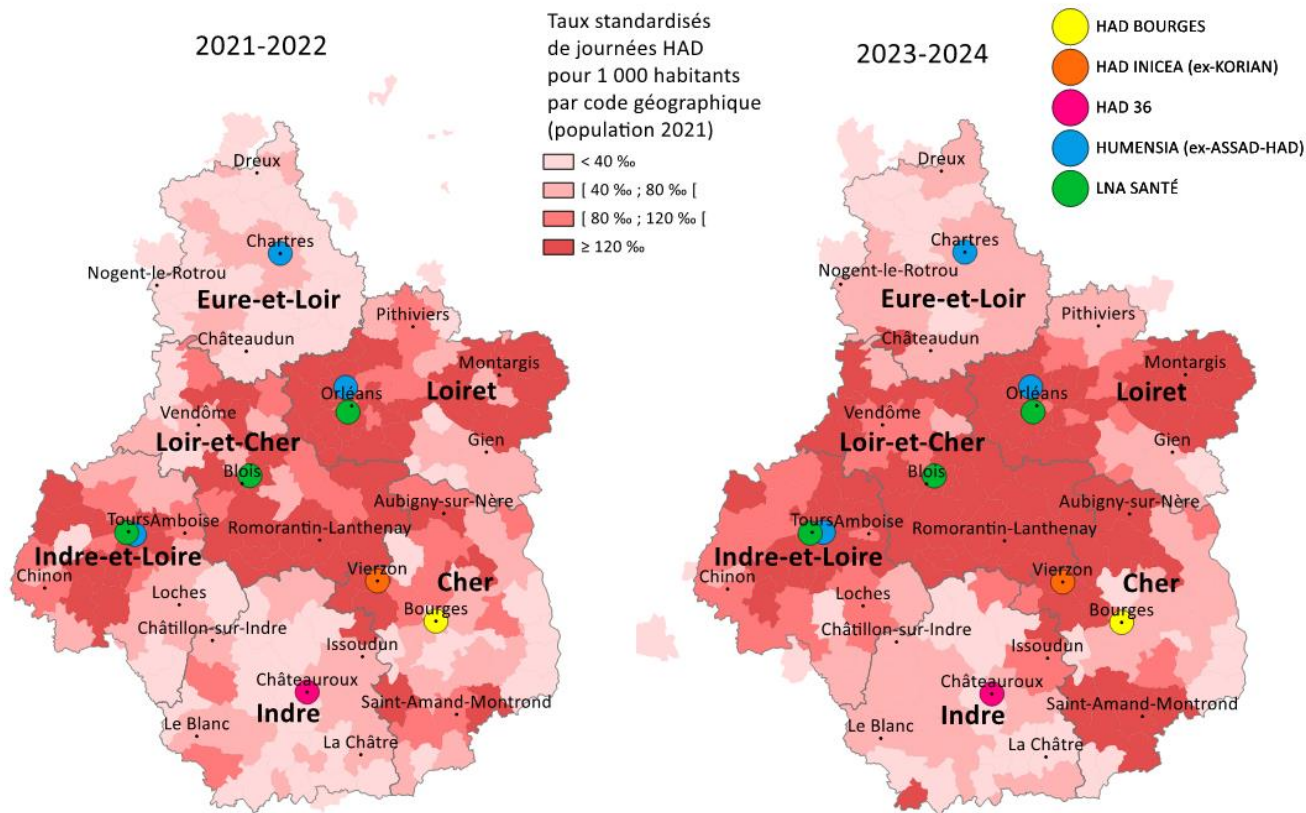 2021-2022
Taux standardisés
de journées HAD
pour 1 000 habitants
par code géographique
(population 2021)
< 40 ‰
[ 40 ‰ ; 80 ‰ [
[ 80 ‰ ; 120 ‰ [
≥ 120 ‰
2023-2024
HAD BOURGES
HAD INICEA (ex-KORIAN)
HAD 36
HUMENSIA (ex-ASSAD-HAD)
LNA SANTÉ
Dreux
Chartres
Nogent-le-Rotrou
Eure-et-Loir
Châteaudun
Pithiviers
Montargis
Orléans
Loiret
Vendôme
Loir-et-Cher
Gien
Blois
Aubigny-sur-Nère
Tours
Amboise
Romorantin-Lanthenay
Indre-et-Loire
Chinon
Vierzon
Cher
Loches
Bourges
Châtillon-sur-Indre
Issoudun
Châteauroux
Indre
Saint-Amand-Montrond
Le Blanc
La Châtre
Dreux
Chartres
Nogent-le-Rotrou
Eure-et-Loir
Châteaudun
Pithiviers
Montargis
Orléans
Loiret
Vendôme
Loir-et-Cher
Gien
Blois
Aubigny-sur-Nère
Tours
Amboise
Romorantin-Lanthenay
Indre-et-Loire
Chinon
Vierzon
Cher
Loches
Bourges
Châtillon-sur-Indre
Issoudun
Châteauroux
Indre
Saint-Amand-Montrond
Le Blanc
La Châtre